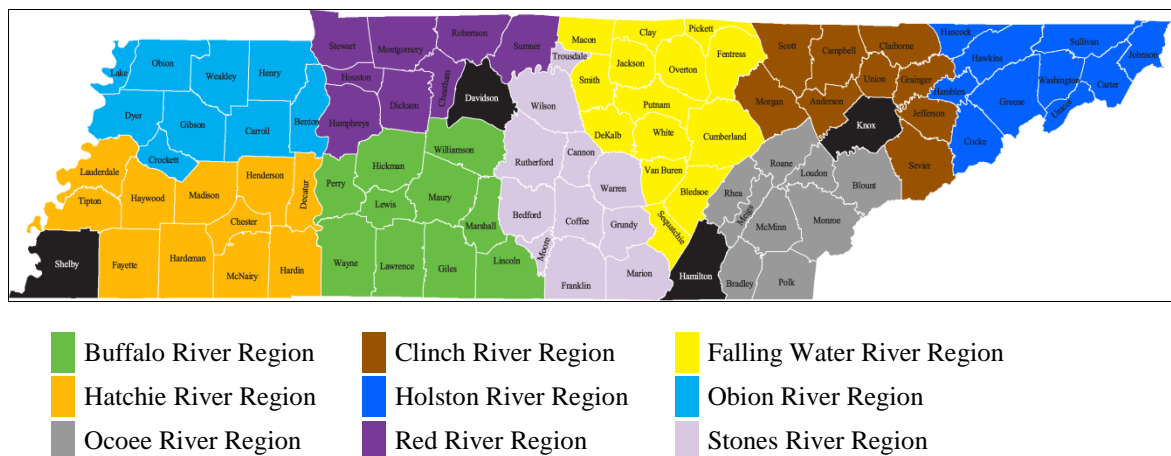 Stewart
Montgomery
Robertson
Sumner
Macon
Clay
Pickett
Fentress
Scott
Campbell
Claiborne
Hancock
Hawkins
Sullivan
Johnson
Lake
Obion
Weakley
Henry
Houston
Dickson
Cheatham
Davidson
Trousdale
Smith
Jackson
Overton
Morgan
Anderson
Union
Grainger
Hamblen
Greene
Washington
Unicoi
Carter
Dyer
Gibson
Carroll
Benton
Humphreys
Wilson
Putnam
DeKalb
White
Cumberland
Knox
Jefferson
Cocke
Sevier
Crockett
Lauderdale
Tipton
Haywood
Madison
Henderson
Decatur
Chester
Perry
Hickman
Williamson
Lewis
Maury
Marshall
Rutherford
Cannon
Warren
Van Buren
Bledsoe
Sequatchie
Rhea
Roane
Loudon
Blount
Meigs
McMinn
Monroe
Shelby
Fayette
Hardeman
McNairy
Hardin
Wayne
Lawrence
Giles
Lincoln
Bedford
Moore
Coffee
Grundy
Franklin
Marion
Hamilton
Bradley
Polk
Buffalo River Region
Clinch River Region
Falling Water River Region
Hatchie River Region
Holston River Region
Obion River Region
Ocoee River Region
Red River Region
Stones River Region